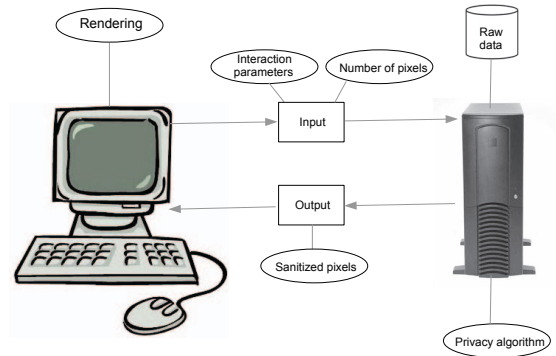 Rendering
Raw
data
Interaction
parameters
Number of pixels
Input
Output
Sanitized pixels
Privacy algorithm